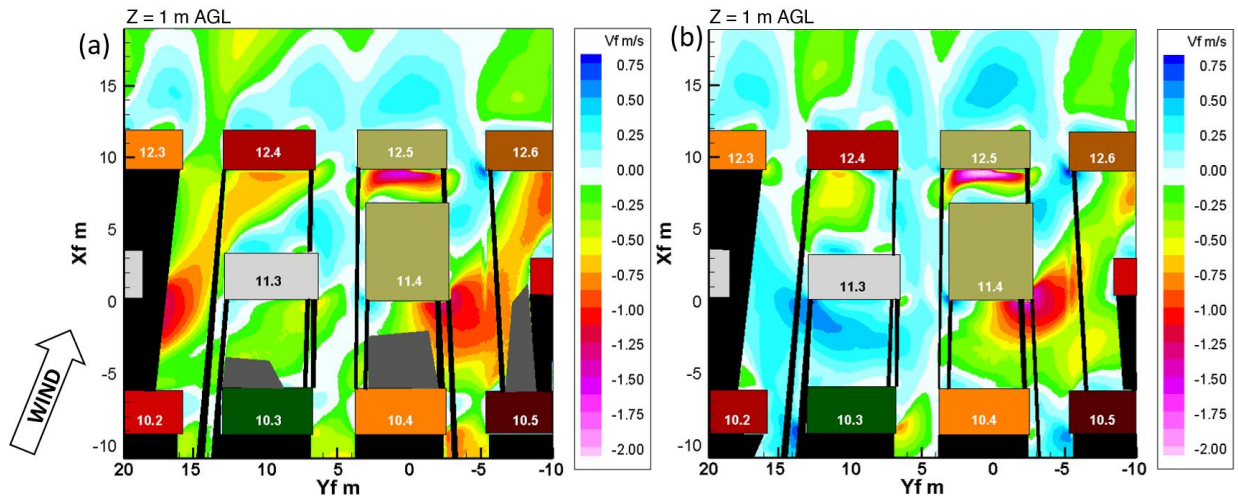 Z = 1 m AGL
(a)
Xf m
15
10
5
0
-5
-10
20 15 10 5 0 -5 -10
Yf m
WIND
12.3 12.4 12.5 12.6
11.3 11.4
10.2 10.3 10.4 10.5
Vf m/s
0.75
0.50
0.25
0.00
-0.25
-0.50
-0.75
-1.00
-1.25
-1.50
-1.75
-2.00
Z = 1 m AGL
(b)
Xf m
15
10
5
0
-5
-10
20 15 10 5 0 -5 -10
Yf m
12.3 12.4 12.5 12.6
11.3 11.4
10.2 10.3 10.4 10.5
Vf m/s
0.75
0.50
0.25
0.00
-0.25
-0.50
-0.75
-1.00
-1.25
-1.50
-1.75
-2.00